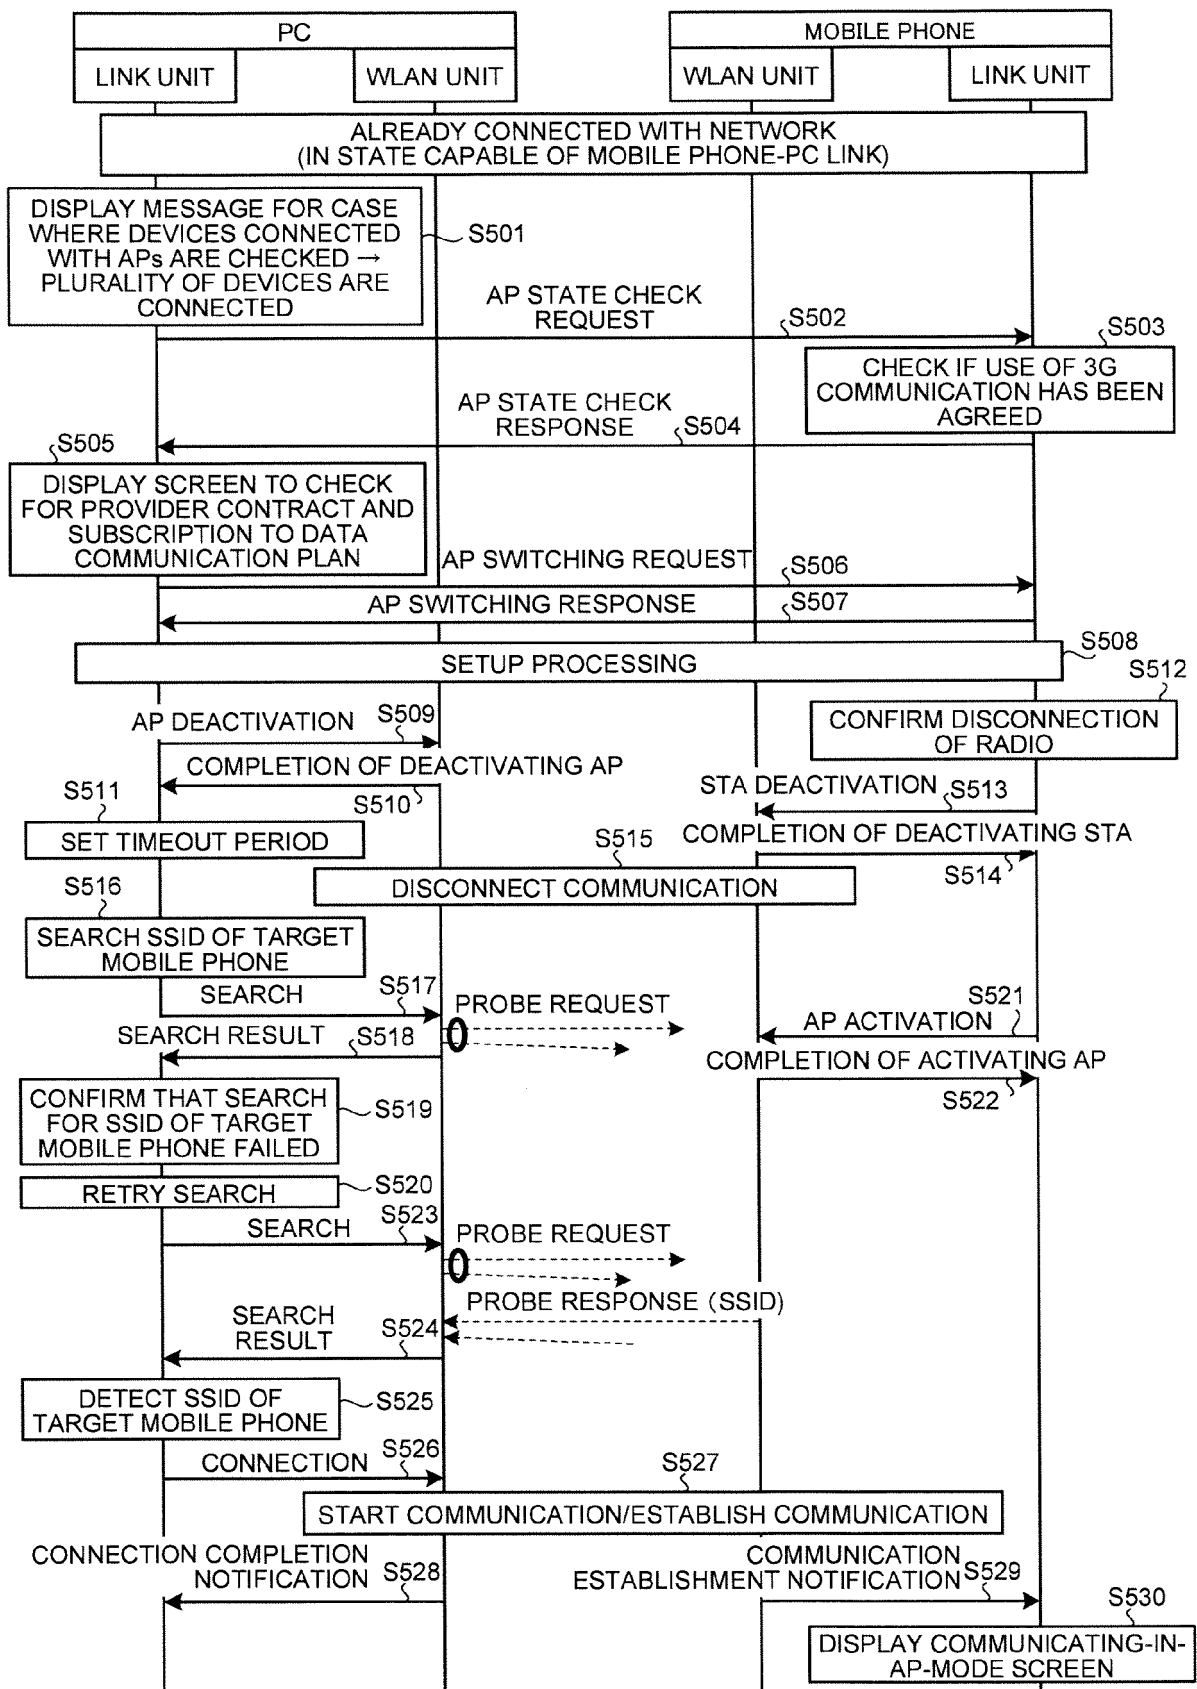 PC
MOBILE PHONE
LINK UNIT
WLAN UNIT
WLAN UNIT
LINK UNIT
ALREADY CONNECTED WITH NETWORK
(IN STATE CAPABLE OF MOBILE PHONE-PC LINK)
DISPLAY MESSAGE FOR CASE
WHERE DEVICES CONNECTED
WITH APs ARE CHECKED →
PLURALITY OF DEVICES ARE
CONNECTED
S501
AP STATE CHECK
REQUEST
S502
S503
CHECK IF USE OF 3G
COMMUNICATION HAS BEEN
AGREED
AP STATE CHECK
RESPONSE
S504
S505
DISPLAY SCREEN TO CHECK
FOR PROVIDER CONTRACT AND
SUBSCRIPTION TO DATA
COMMUNICATION PLAN
AP SWITCHING REQUEST
S506
AP SWITCHING RESPONSE
S507
SETUP PROCESSING
S508
S512
CONFIRM DISCONNECTION
OF RADIO
AP DEACTIVATION
S509
COMPLETION OF DEACTIVATING AP
S510
STA DEACTIVATION
S513
S511
SET TIMEOUT PERIOD
COMPLETION OF DEACTIVATING STA
S514
S515
DISCONNECT COMMUNICATION
S516
SEARCH SSID OF TARGET
MOBILE PHONE
SEARCH
S517
PROBE REQUEST
S521
AP ACTIVATION
SEARCH RESULT
S518
COMPLETION OF ACTIVATING AP
S522
CONFIRM THAT SEARCH
FOR SSID OF TARGET
MOBILE PHONE FAILED
S519
RETRY SEARCH
S520
SEARCH
S523
PROBE REQUEST
PROBE RESPONSE (SSID)
SEARCH
RESULT
S524
DETECT SSID OF
TARGET MOBILE PHONE
S525
CONNECTION
S526
S527
START COMMUNICATION/ESTABLISH COMMUNICATION
CONNECTION COMPLETION
NOTIFICATION
S528
COMMUNICATION
ESTABLISHMENT NOTIFICATION
S529
S530
DISPLAY COMMUNICATING-IN-
AP-MODE SCREEN